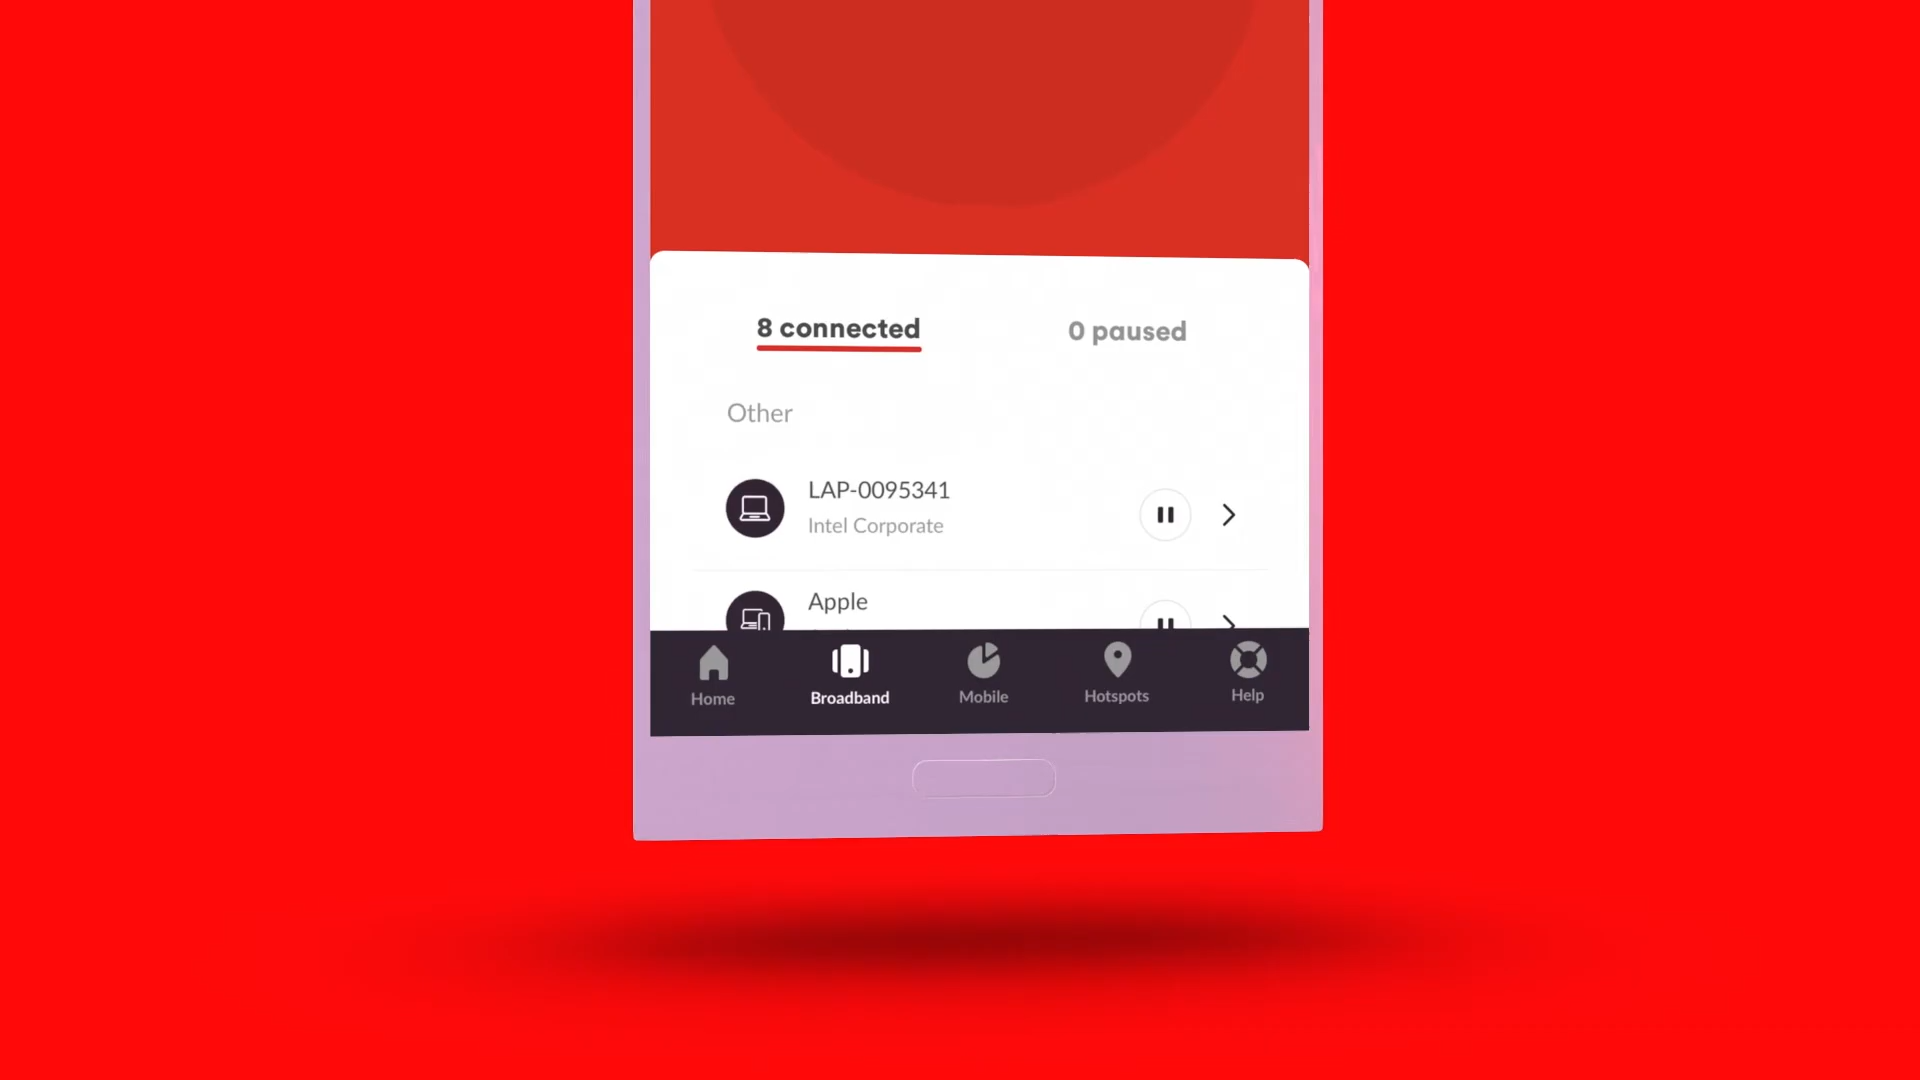 8 connected
0 paused
Other
LAP-0095341
Intel Corporate
Apple
Home
Broadband
Mobile
Hotspots
Help